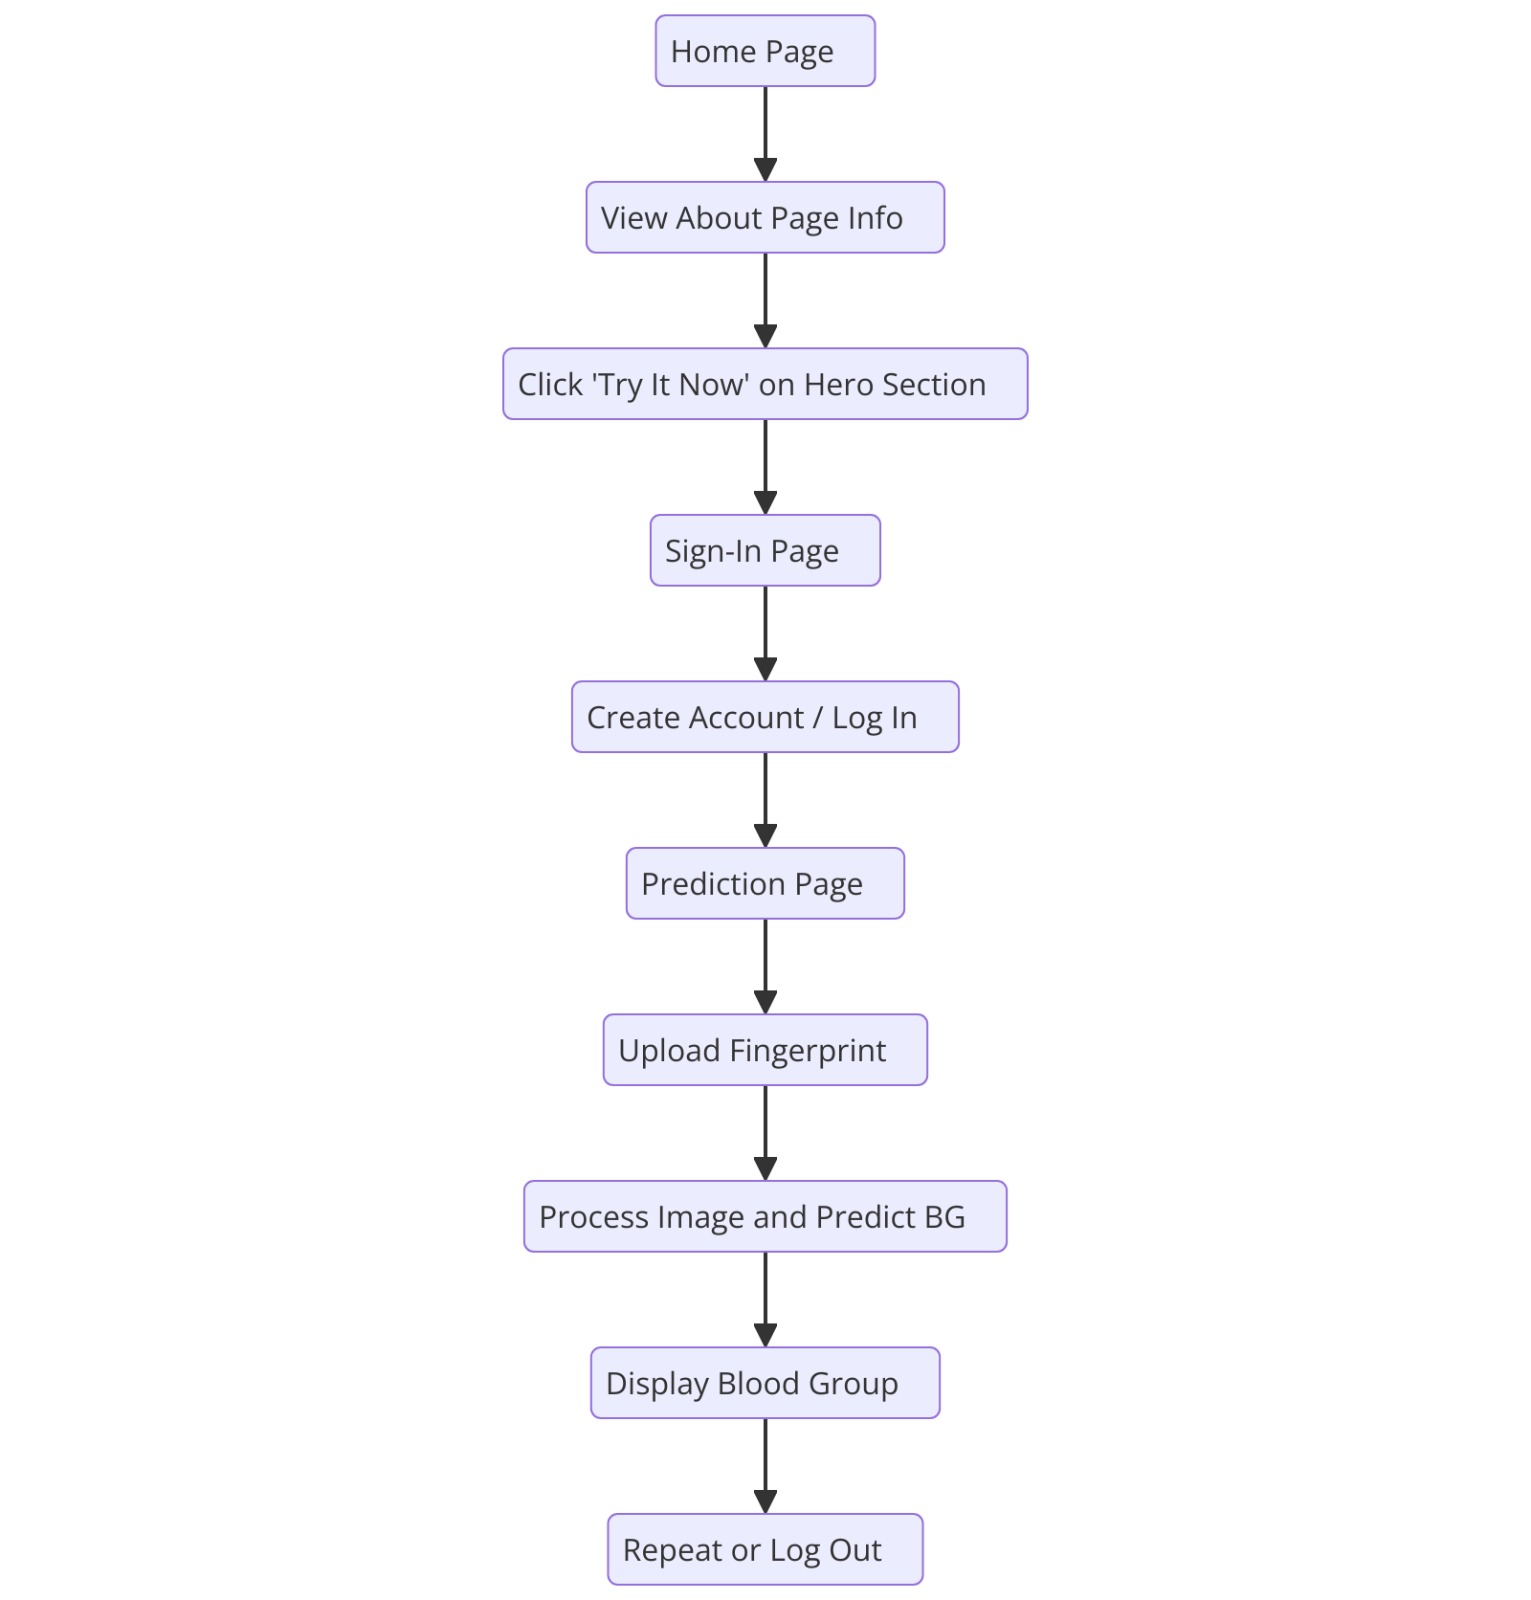 Home Page
View About Page Info
Click 'Try It Now' on Hero Section
Sign-In Page
Create Account / Log In
Prediction Page
Upload Fingerprint
Process Image and Predict BG
Display Blood Group
Repeat or Log Out